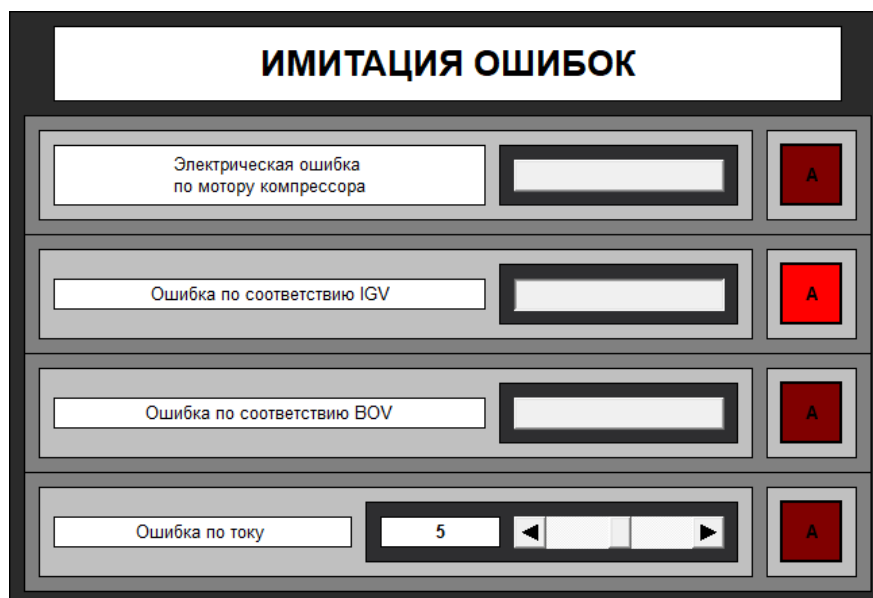 ИМИТАЦИЯ ОШИБОК
Электрическая ошибка
по мотору компрессора
A
Ошибка по соответствию IGV
A
Ошибка по соответствию BOV
A
Ошибка по току
5
A